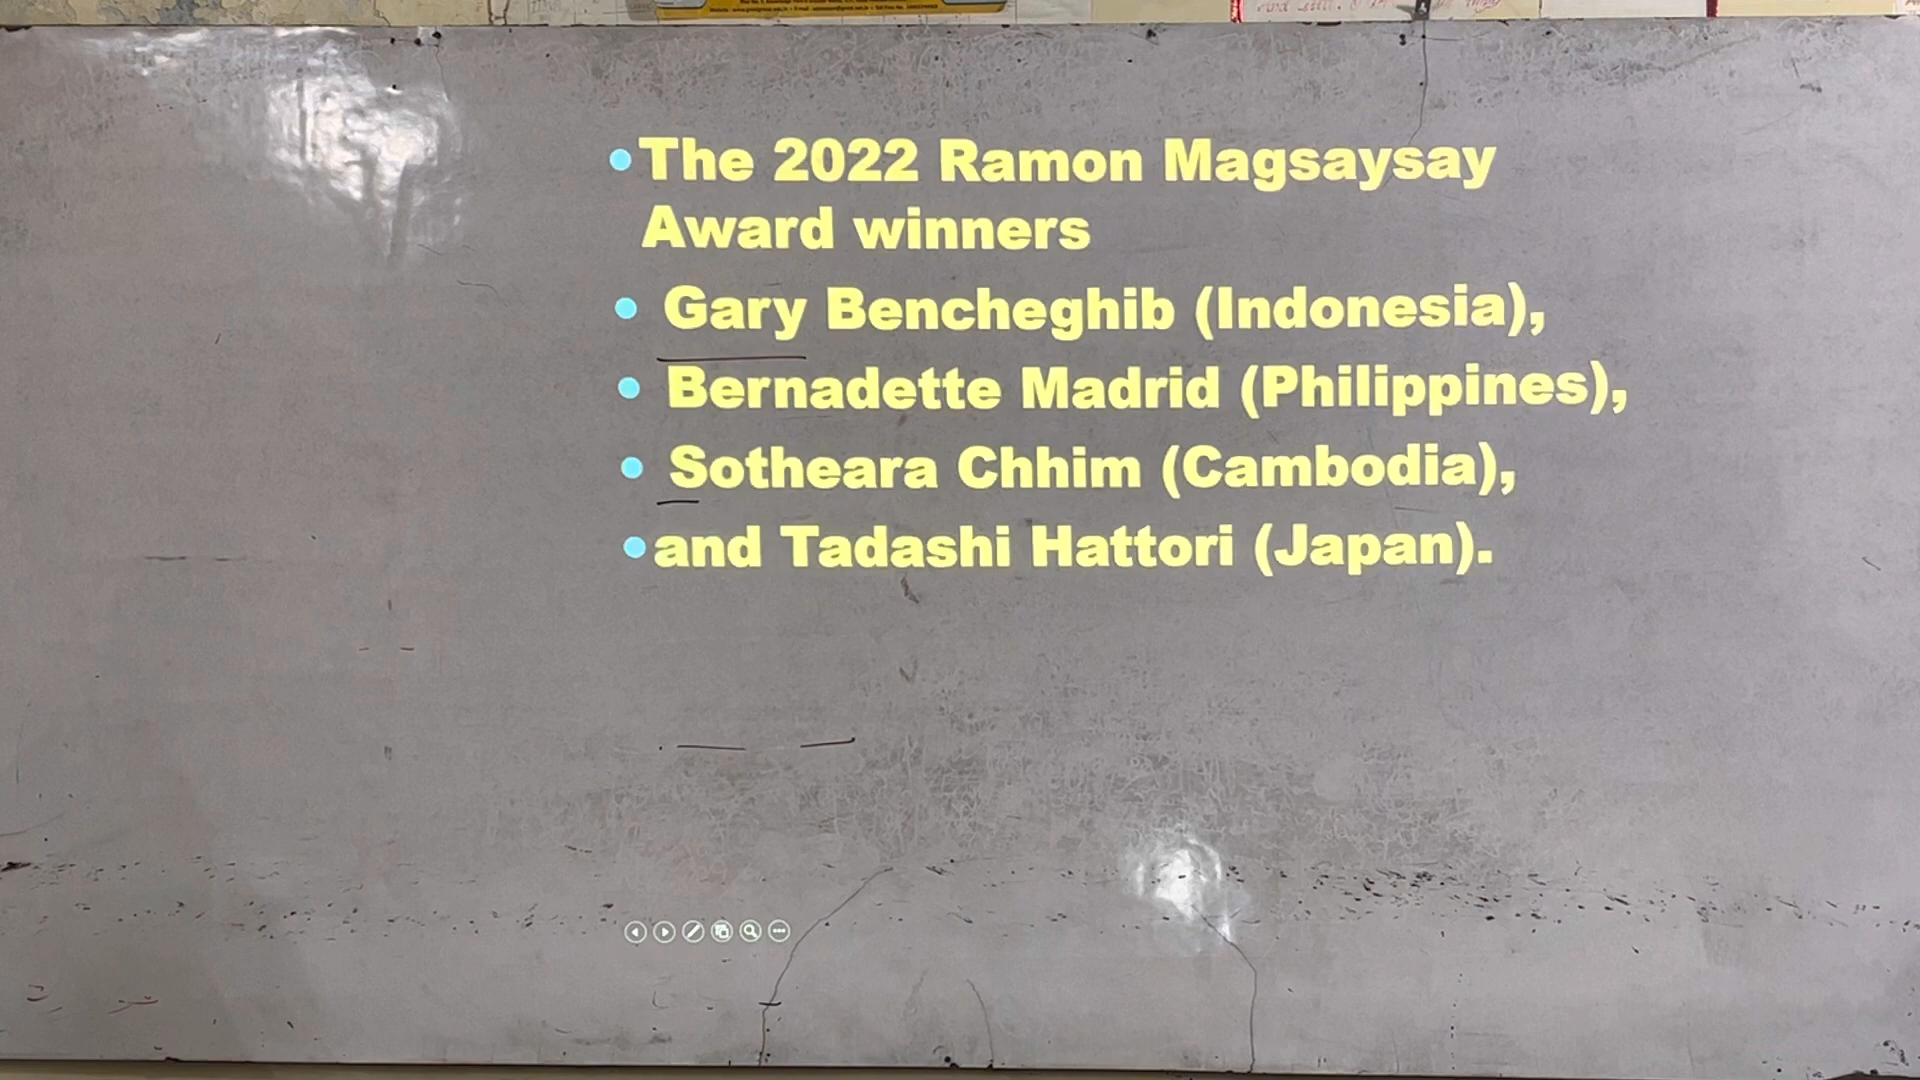 •The 2022 Ramon Magsaysay
Award winners
• Gary Bencheghib (Indonesia),
• Bernadette Madrid (Philippines),
• Sotheara Chhim (Cambodia),
•and Tadashi Hattori (Japan).